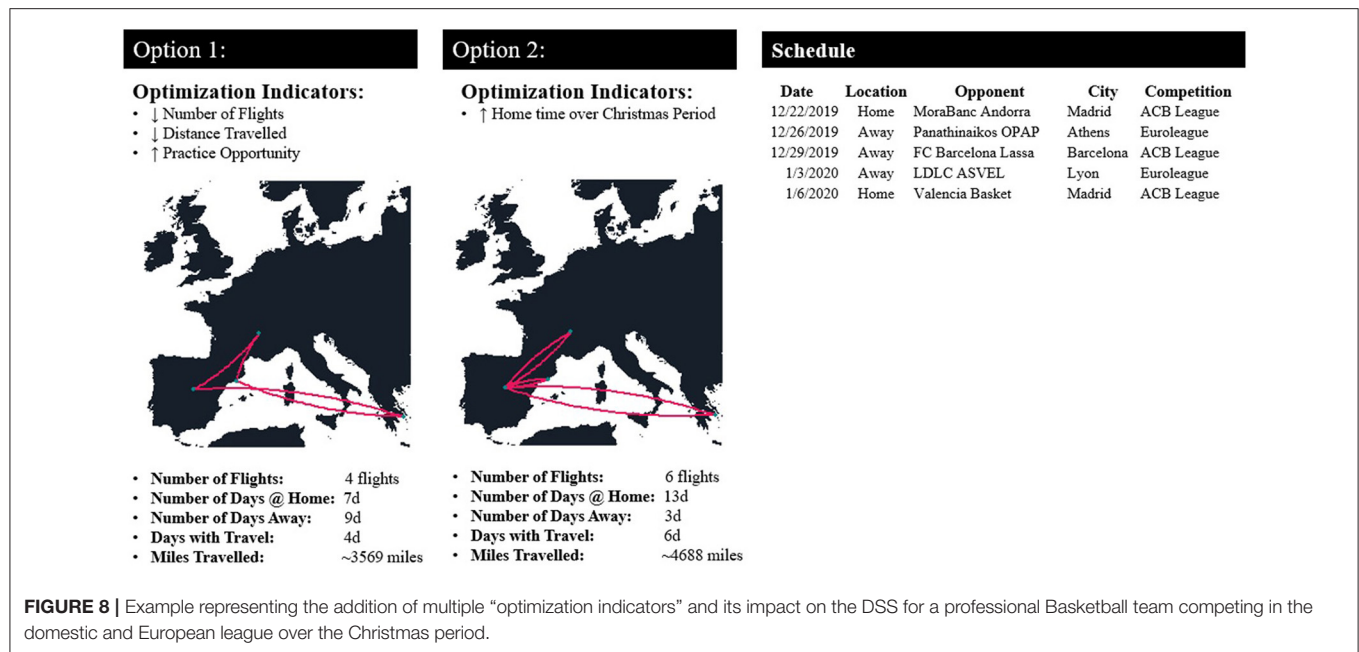 Option 1:
Optimization Indicators:
• ↓ Number of Flights
• ↓ Distance Travelled
• ↑ Practice Opportunity
• Number of Flights: 4 flights
• Number of Days @ Home: 7d
• Number of Days Away: 9d
• Days with Travel: 4d
• Miles Travelled: ~3569 miles
Option 2:
Optimization Indicators:
• ↑ Home time over Christmas Period
• Number of Flights: 6 flights
• Number of Days @ Home: 13d
• Number of Days Away: 3d
• Days with Travel: 6d
• Miles Travelled: ~4688 miles
Schedule
Date Location Opponent City Competition
12/22/2019 Home MoraBanc Andorra Madrid ACB League
12/26/2019 Away Panathinaikos OPAP Athens Euroleague
12/29/2019 Away FC Barcelona Lassa Barcelona ACB League
1/3/2020 Away LDLC ASVEL Lyon Euroleague
1/6/2020 Home Valencia Basket Madrid ACB League
FIGURE 8 | Example representing the addition of multiple “optimization indicators” and its impact on the DSS for a professional Basketball team competing in the
domestic and European league over the Christmas period.